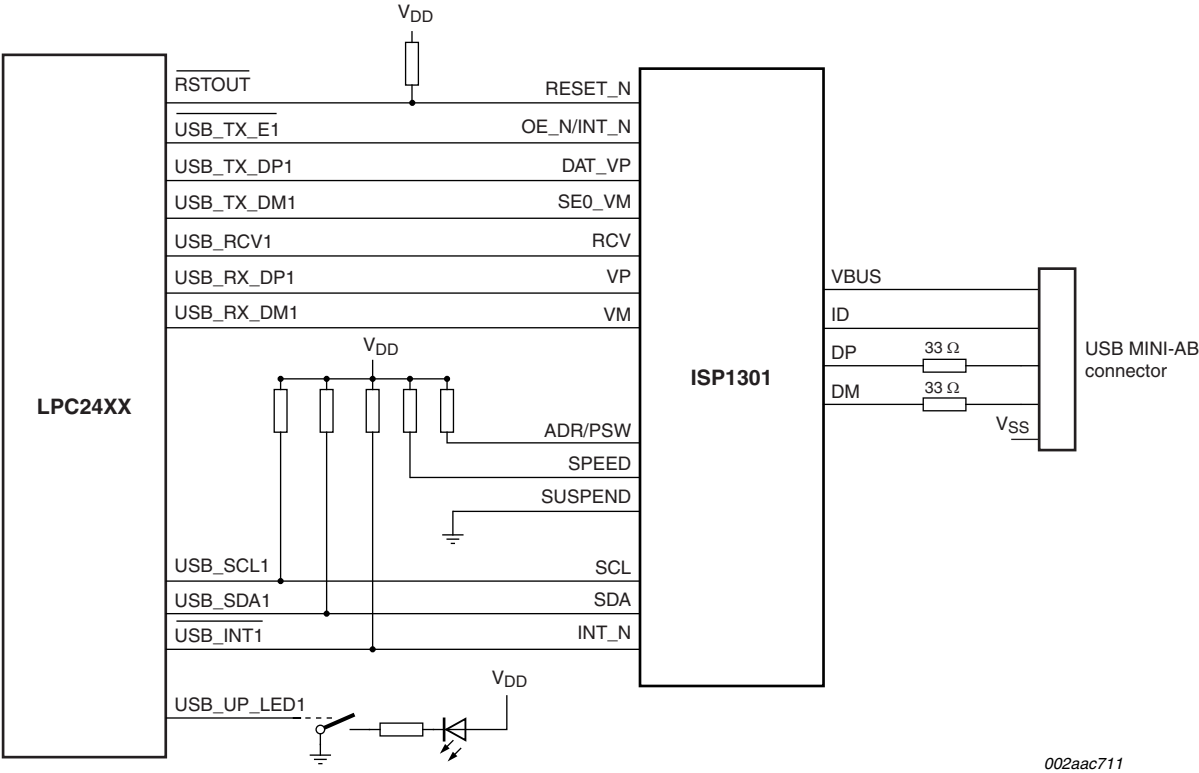 VDD
RSTOUT
RESET_N
USB_TX_E1
OE_N/INT_N
USB_TX_DP1
DAT_VP
USB_TX_DM1
SE0_VM
USB_RCV1
RCV
USB_RX_DP1
VP
VBUS
USB_RX_DM1
VM
ID
VDD
DP
33 Ω
USB MINI-AB
connector
ISP1301
DM
33 Ω
LPC24XX
VSS
ADR/PSW
SPEED
SUSPEND
USB_SCL1
SCL
USB_SDA1
SDA
USB_INT1
INT_N
VDD
USB_UP_LED1
002aac711